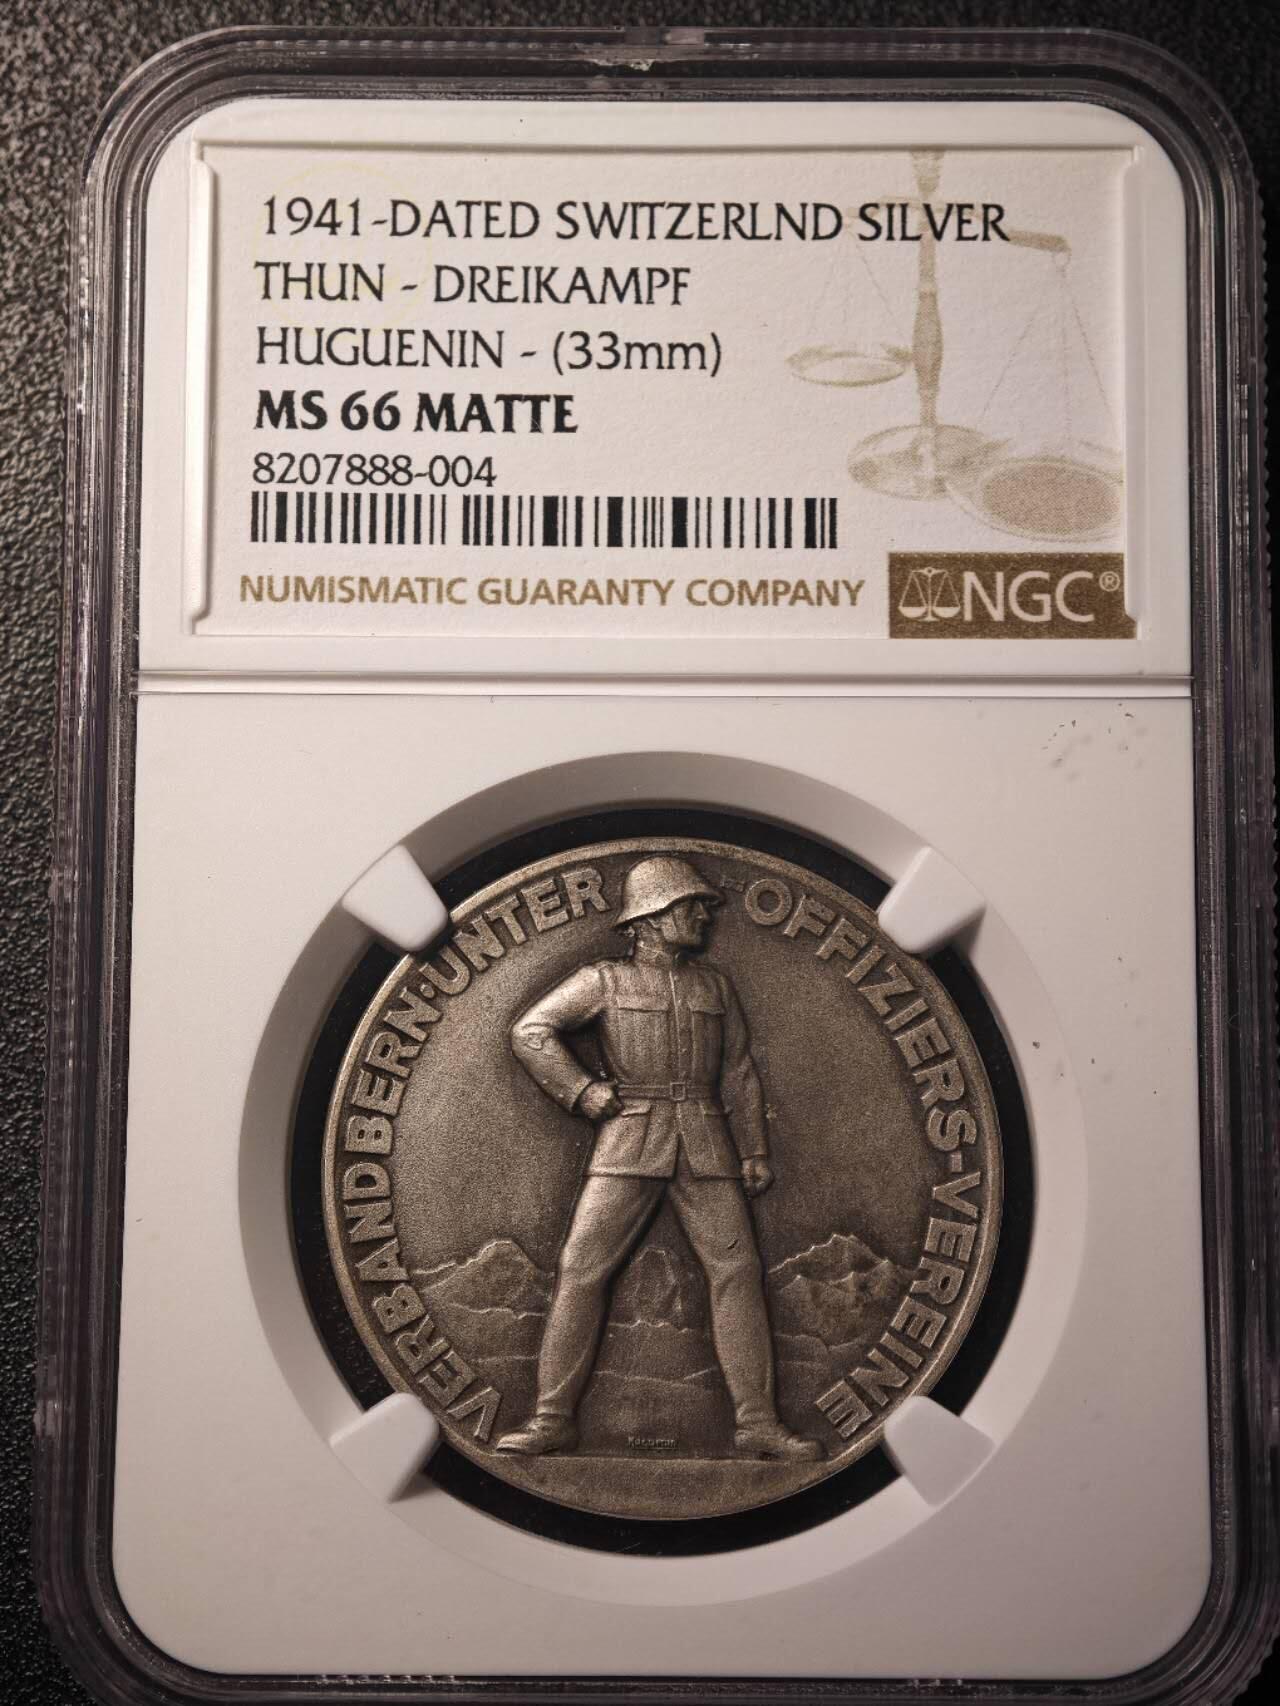 1941-DATED SWITZERLND SILVER
THUN - DREIKAMPF
HUGUENIN - (33mm)
MS 66 MATTE
8207888-004
NUMISMATIC GUARANTY COMPANY
NGC®
VERBAND BERN·UNTER-OFFIZIERS-VEREINE
HUGUENIN